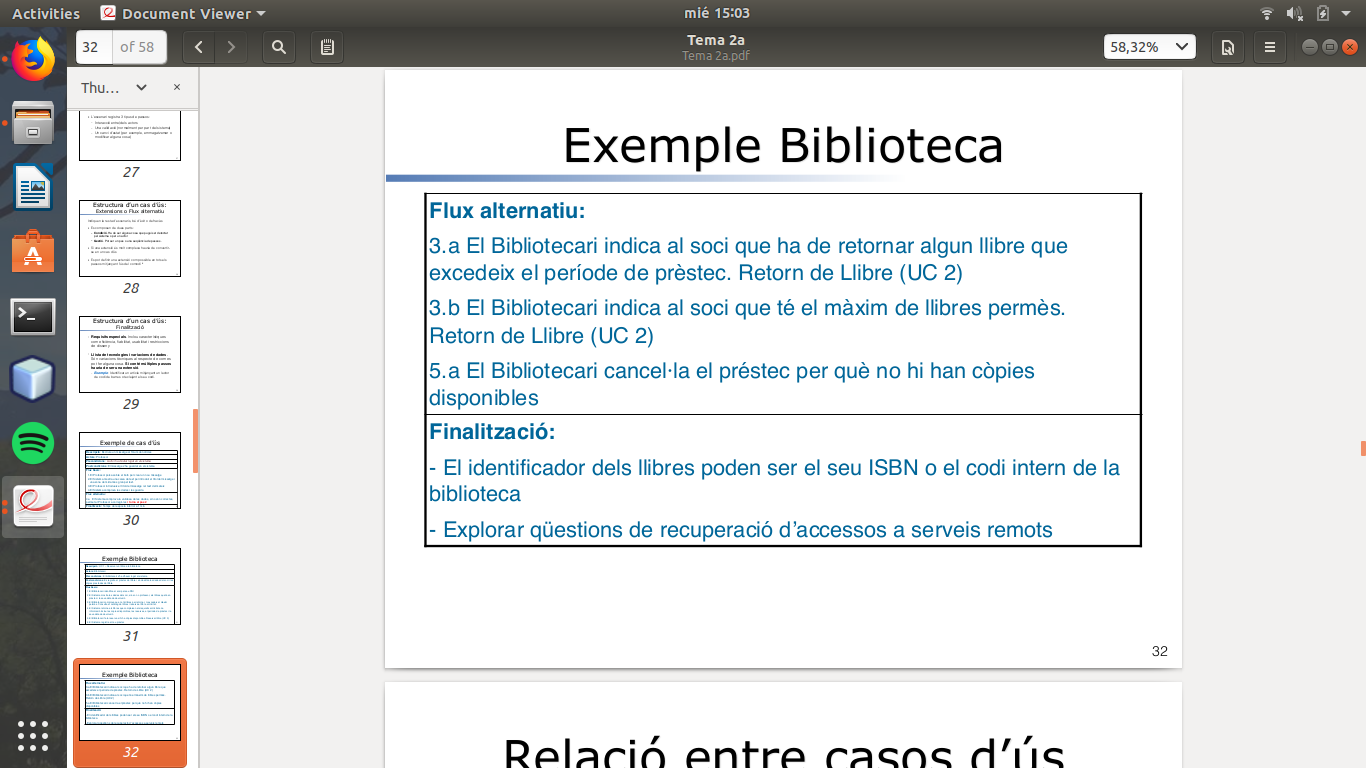 Activities
Document Viewer
mié 15:03
32
of 58
Tema 2a
Tema 2a.pdf
58,32%
Thu...
27
Estructura d'un cas d'ús:
Extensions o Flux alternatiu
28
Estructura d'un cas d'ús:
Finalització
29
Exemple de cas d'ús
30
Exemple Biblioteca
31
Exemple Biblioteca
32
Exemple Biblioteca
Flux alternatiu:
3.a El Bibliotecari indica al soci que ha de retornar algun llibre que
excedeix el període de prèstec. Retorn de Llibre (UC 2)
3.b El Bibliotecari indica al soci que té el màxim de llibres permès.
Retorn de Llibre (UC 2)
5.a El Bibliotecari cancel·la el préstec per què no hi han còpies
disponibles
Finalització:
- El identificador dels llibres poden ser el seu ISBN o el codi intern de la
biblioteca
- Explorar qüestions de recuperació d'accessos a serveis remots
32
Relació entre casos d'ús